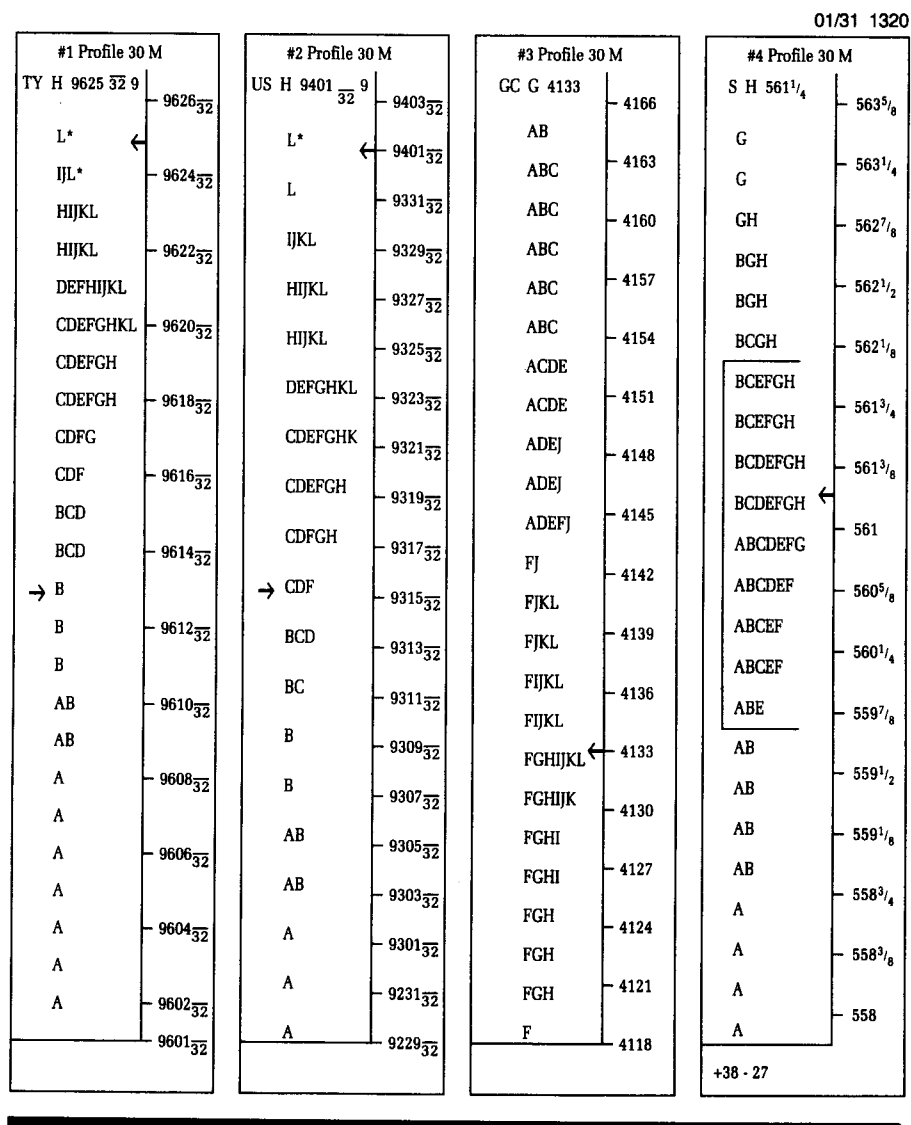 01/31 1320
#1 Profile 30 M
TY H 9625 32 9
9626 32
L*
IJL*
9624 32
HIJKL
HIJKL
9622 32
DEFHIJKL
CDEFGHKL
9620 32
CDEFGH
CDEFGH
9618 32
CDFG
CDF
9616 32
BCD
BCD
9614 32
→ B
B
9612 32
B
AB
9610 32
AB
A
9608 32
A
A
9606 32
A
A
9604 32
A
A
9602 32
9601 32
#2 Profile 30 M
US H 9401 32 9
9403 32
L*
9401 32
L
9331 32
IJKL
9329 32
HIJKL
9327 32
HIJKL
9325 32
DEFGHKL
9323 32
CDEFGHK
9321 32
CDEFGH
9319 32
CDFGH
9317 32
→ CDF
9315 32
BCD
9313 32
BC
9311 32
B
9309 32
B
9307 32
AB
9305 32
AB
9303 32
A
9301 32
A
9231 32
A
9229 32
#3 Profile 30 M
GC G 4133
4166
AB
4163
ABC
ABC
4160
ABC
4157
ABC
ABC
4154
ACDE
4151
ACDE
ADEJ
4148
ADEJ
4145
ADEFJ
FJ
4142
FJKL
4139
FJKL
FIJKL
4136
FIJKL
4133
FGHIJKL
FGHIJK
4130
FGHI
4127
FGHI
FGH
4124
FGH
4121
FGH
F
4118
#4 Profile 30 M
S H 561 1/4
563 5/8
G
563 1/4
G
GH
562 7/8
BGH
562 1/2
BGH
BCGH
562 1/8
BCEFGH
561 3/4
BCEFGH
BCDEFGH
561 3/8
BCDEFGH
561
ABCDEFG
ABCDEF
560 5/8
ABCEF
560 1/4
ABCEF
ABE
559 7/8
AB
559 1/2
AB
AB
559 1/8
AB
558 3/4
A
A
558 3/8
A
558
A
+38 - 27